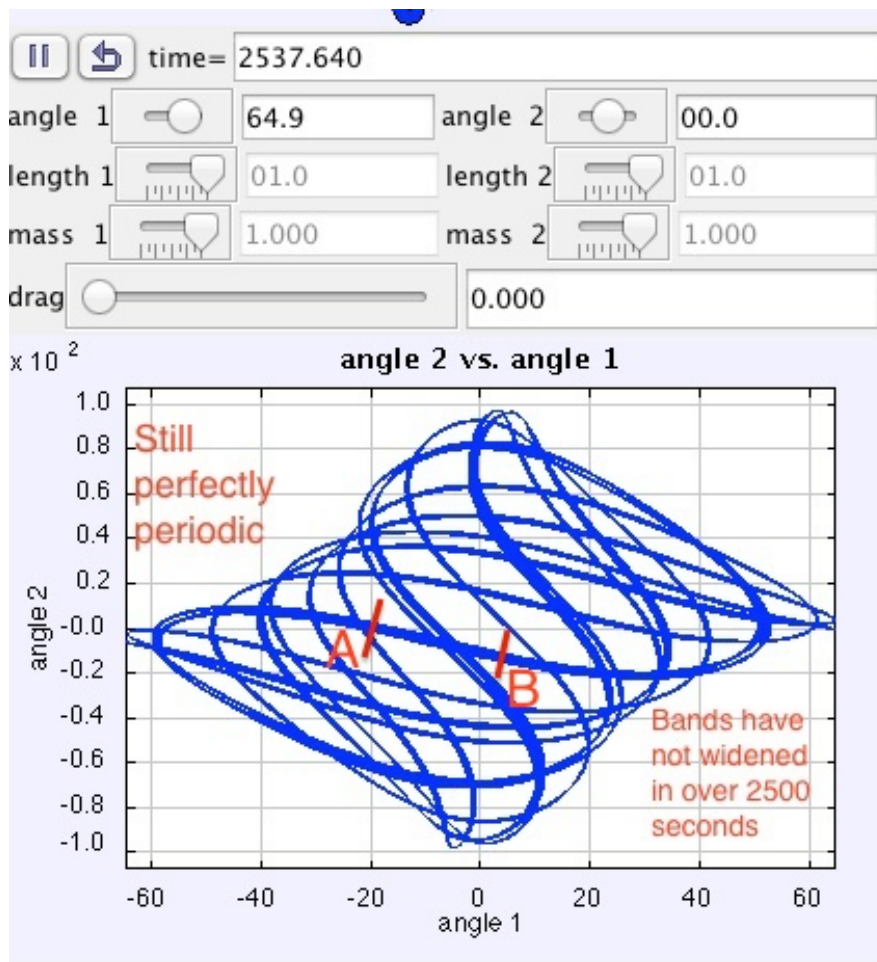 time= 2537.640
angle 1 64.9 angle 2 00.0
length 1 01.0 length 2 01.0
mass 1 1.000 mass 2 1.000
drag 0.000
x 10 2
angle 2 vs. angle 1
1.0
0.8
0.6
0.4
0.2
-0.0
-0.2
-0.4
-0.6
-0.8
-1.0
angle 2
Still
perfectly
periodic
A
B
Bands have
not widened
in over 2500
seconds
-60 -40 -20 0 20 40 60
angle 1